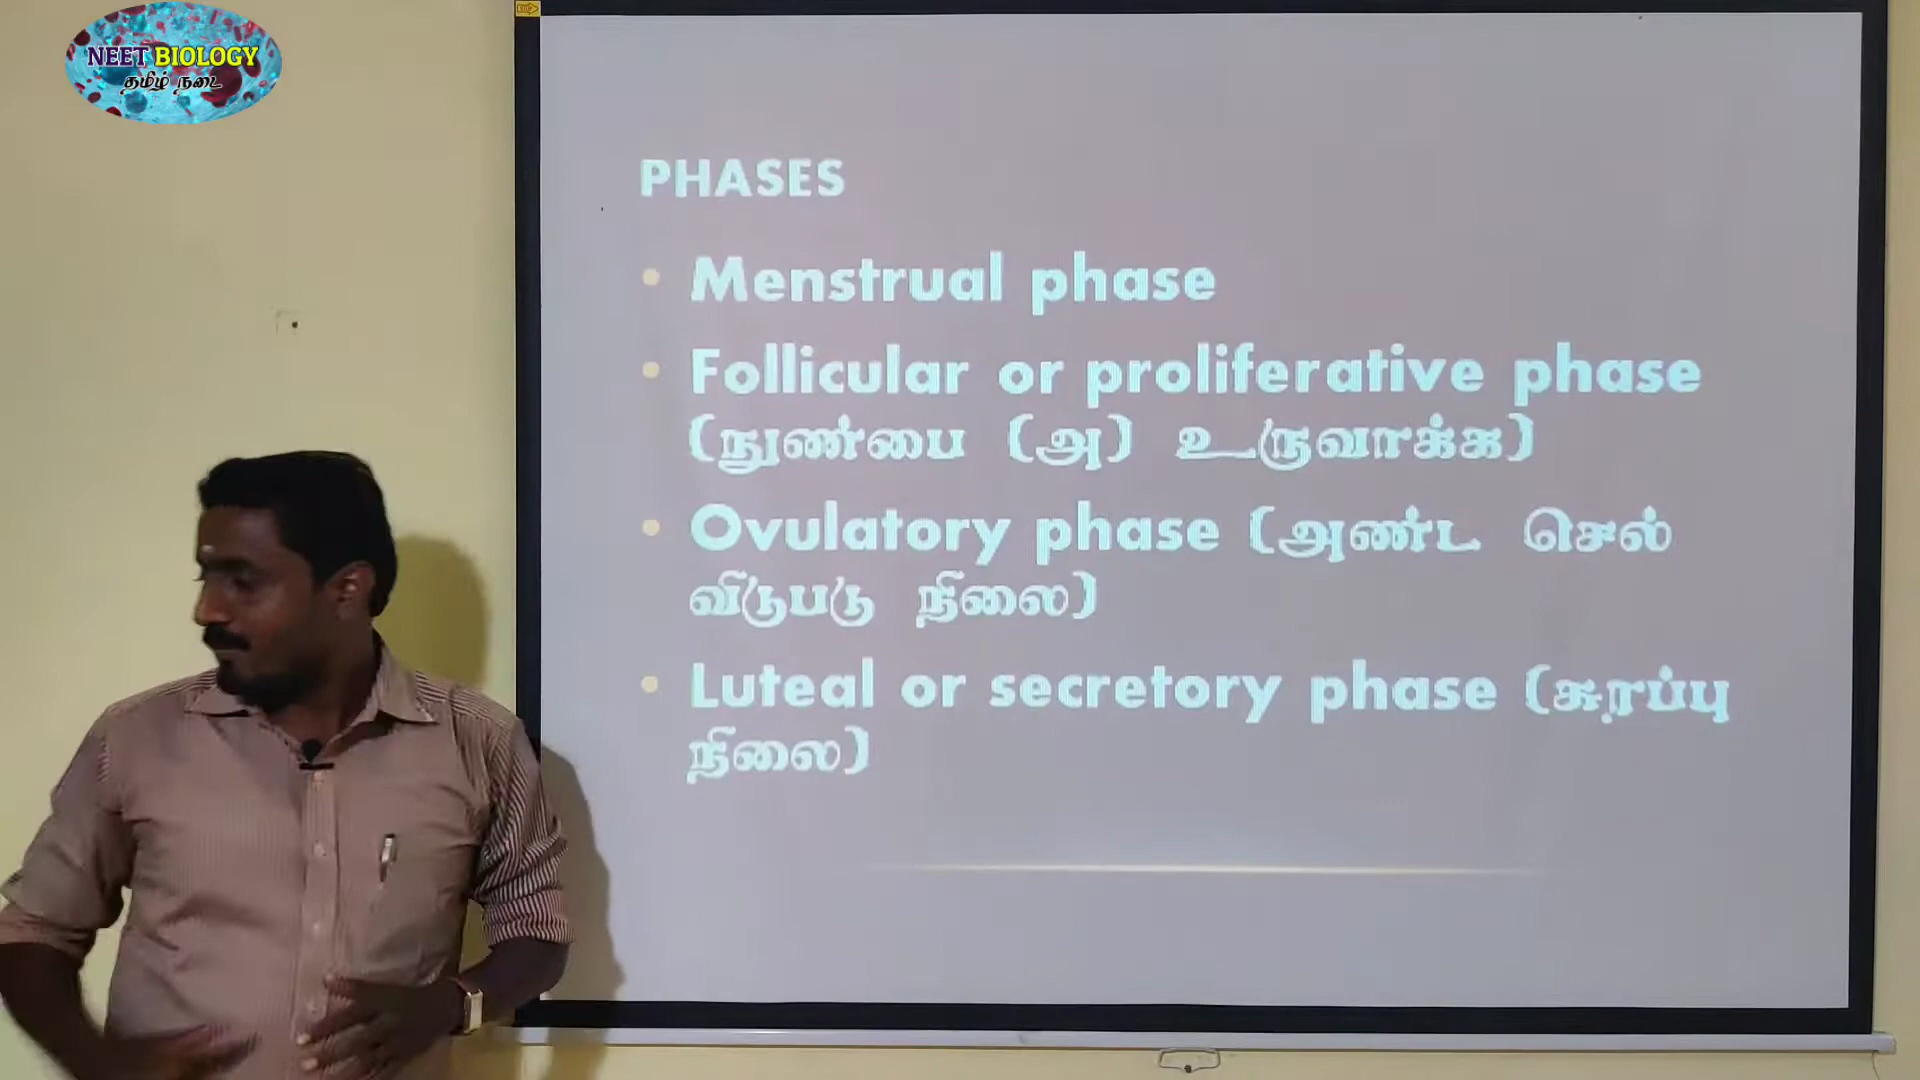 NEET BIOLOGY
தமிழ் நடை
PHASES
• Menstrual phase
• Follicular or proliferative phase
(நுண்பை (அ) உருவாக்க)
• Ovulatory phase (அண்ட செல்
விடுபடு நிலை)
• Luteal or secretory phase (சுரப்பு
நிலை)